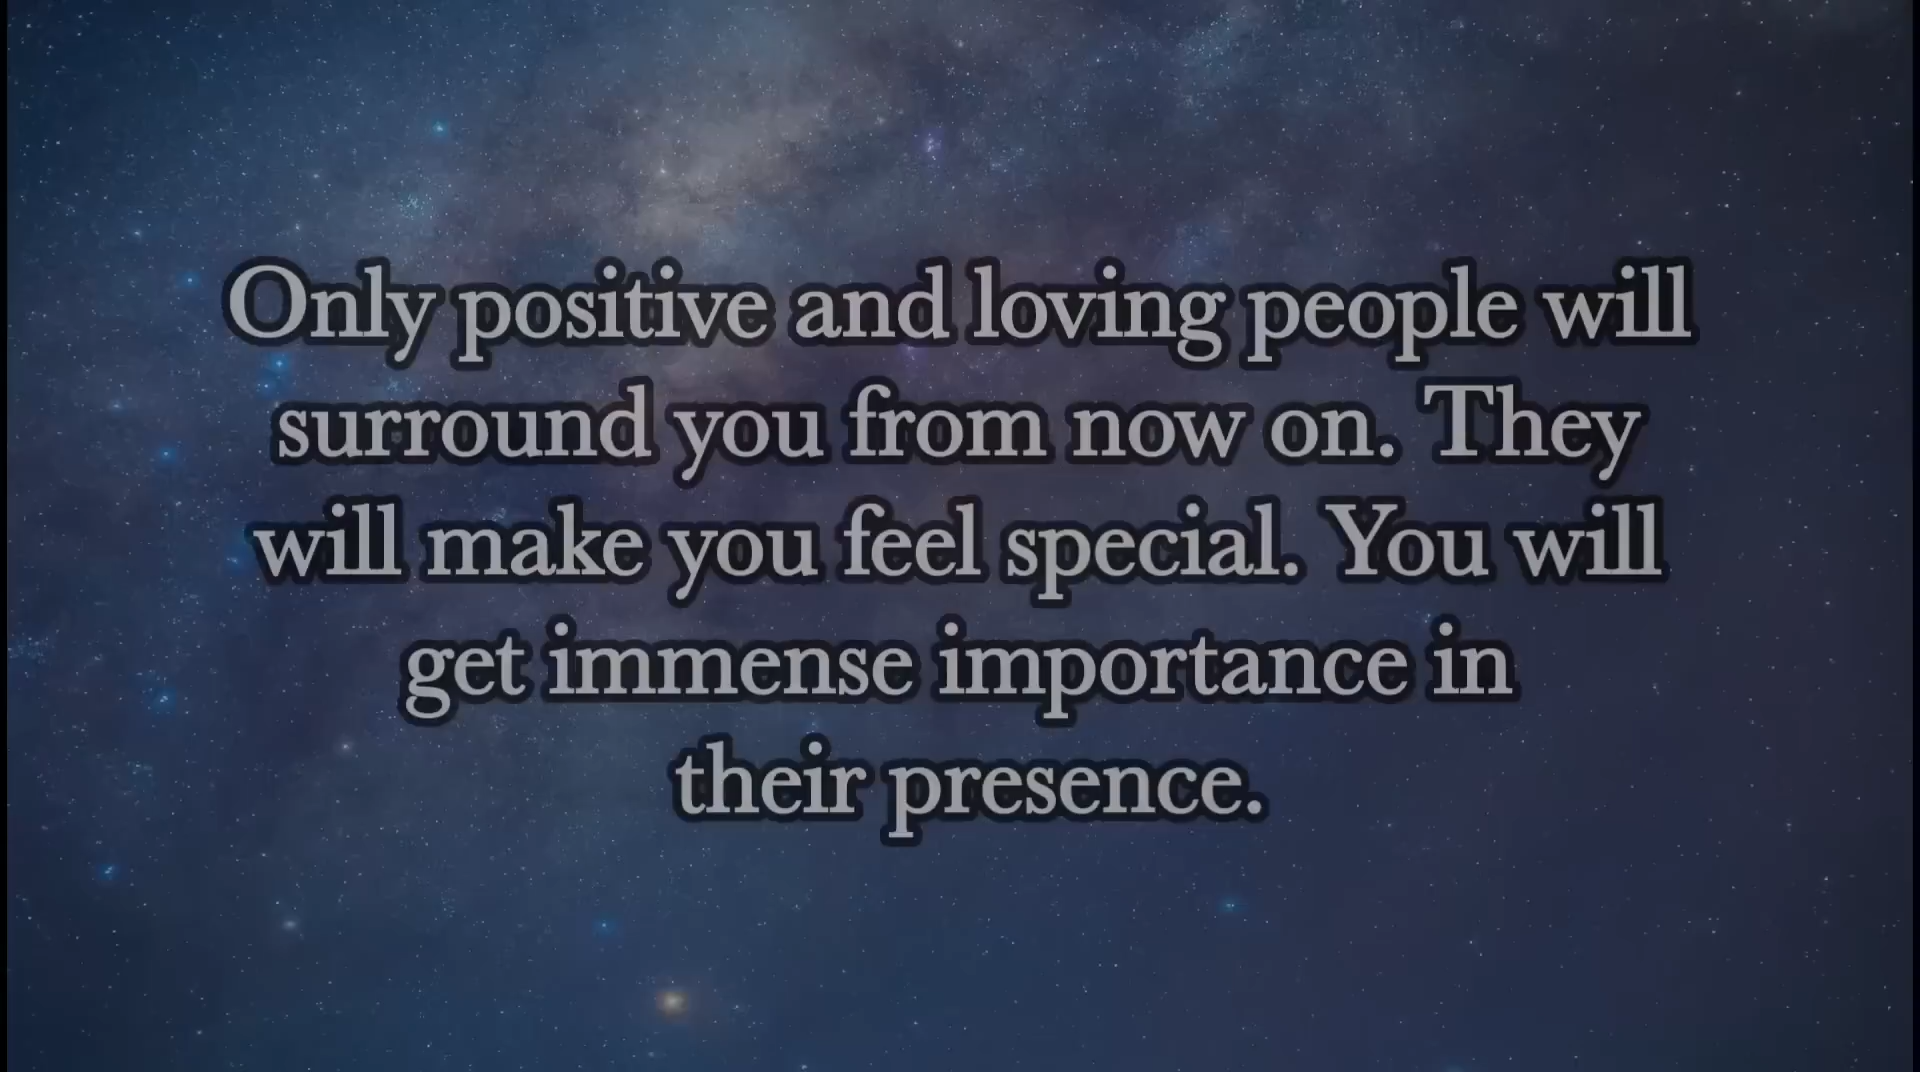 Only positive and loving people will
surround you from now on. They
will make you feel special. You will
get immense importance in
their presence.